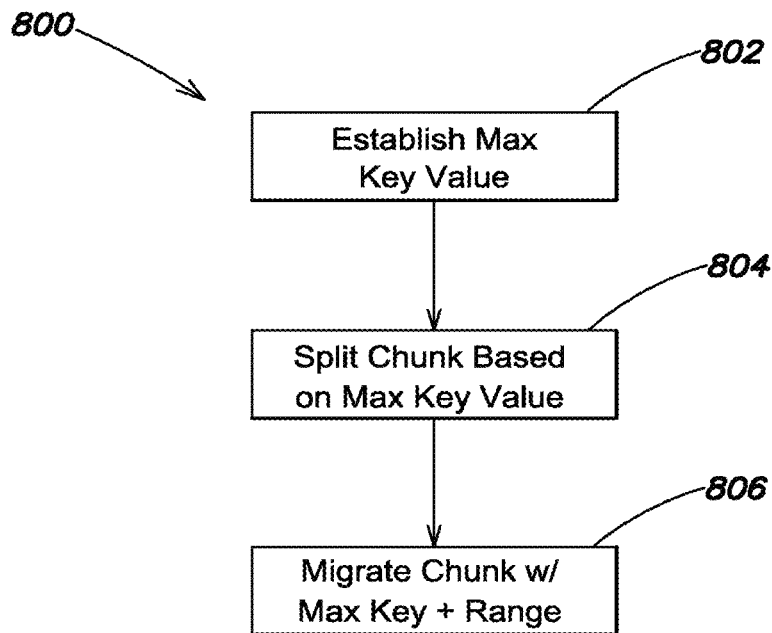 800
802
Establish Max
Key Value
804
Split Chunk Based
on Max Key Value
806
Migrate Chunk w/
Max Key + Range